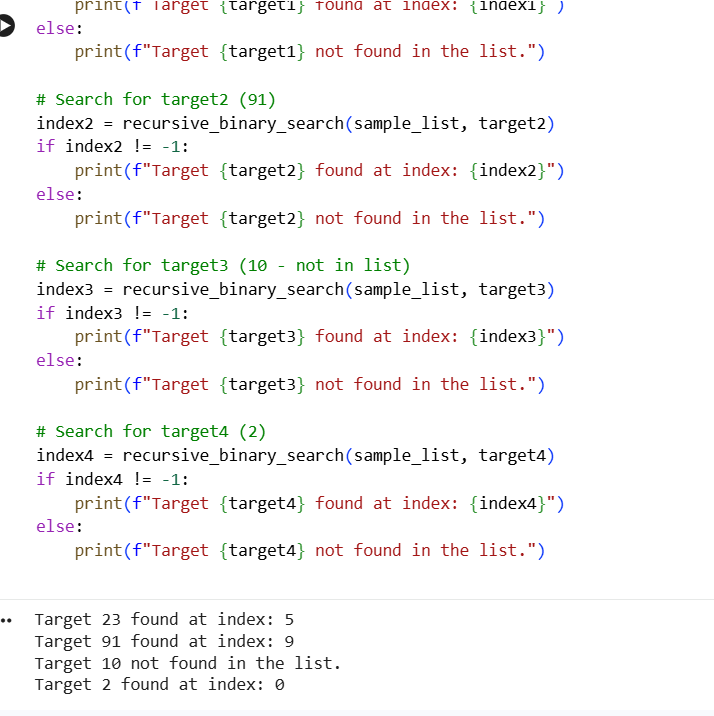 print(f"Target {target1} found at index: {index1}")
else:
    print(f"Target {target1} not found in the list.")

# Search for target2 (91)
index2 = recursive_binary_search(sample_list, target2)
if index2 != -1:
    print(f"Target {target2} found at index: {index2}")
else:
    print(f"Target {target2} not found in the list.")

# Search for target3 (10 - not in list)
index3 = recursive_binary_search(sample_list, target3)
if index3 != -1:
    print(f"Target {target3} found at index: {index3}")
else:
    print(f"Target {target3} not found in the list.")

# Search for target4 (2)
index4 = recursive_binary_search(sample_list, target4)
if index4 != -1:
    print(f"Target {target4} found at index: {index4}")
else:
    print(f"Target {target4} not found in the list.")

Target 23 found at index: 5
Target 91 found at index: 9
Target 10 not found in the list.
Target 2 found at index: 0